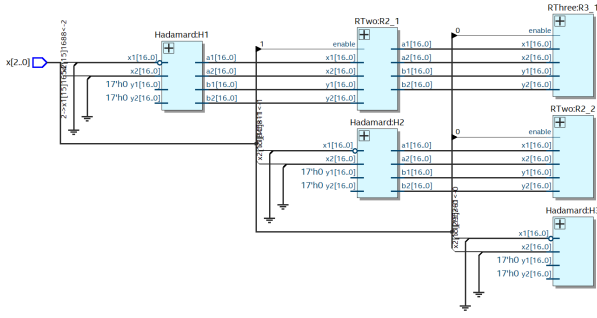 RThree:R3_1
RTwo:R2_1
Hadamard:H1
0
enable
1
enable
a1[16..0] x1[16..0]
x[2..0]
x1[16..0] a1[16..0] x1[16..0] a2[16..0] x2[16..0]
x2[16..0] a2[16..0] x2[16..0] b1[16..0] y1[16..0]
17'h0 y1[16..0] b1[16..0] y1[16..0] b2[16..0] y2[16..0]
17'h0 y2[16..0] b2[16..0] y2[16..0]
RTwo:R2_2
Hadamard:H2
0
enable
x1[16..0] a1[16..0] x1[16..0]
x2[16..0] a2[16..0] x2[16..0]
17'h0 y1[16..0] b1[16..0] y1[16..0]
17'h0 y2[16..0] b2[16..0] y2[16..0]
Hadamard:H3
x1[16..0]
x2[16..0]
17'h0 y1[16..0]
17'h0 y2[16..0]